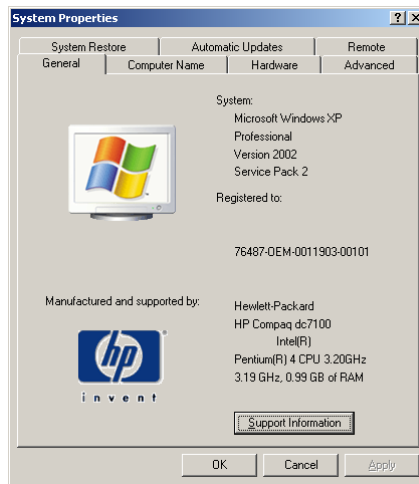 System Properties
System Restore
Automatic Updates
Remote
General
Computer Name
Hardware
Advanced
System:
Microsoft Windows XP
Professional
Version 2002
Service Pack 2
Registered to:
76487-OEM-0011903-00101
Manufactured and supported by:
Hewlett-Packard
HP Compaq dc7100
Intel(R)
Pentium(R) 4 CPU 3.20GHz
3.19 GHz, 0.99 GB of RAM
hp
invent
Support Information
OK
Cancel
Apply